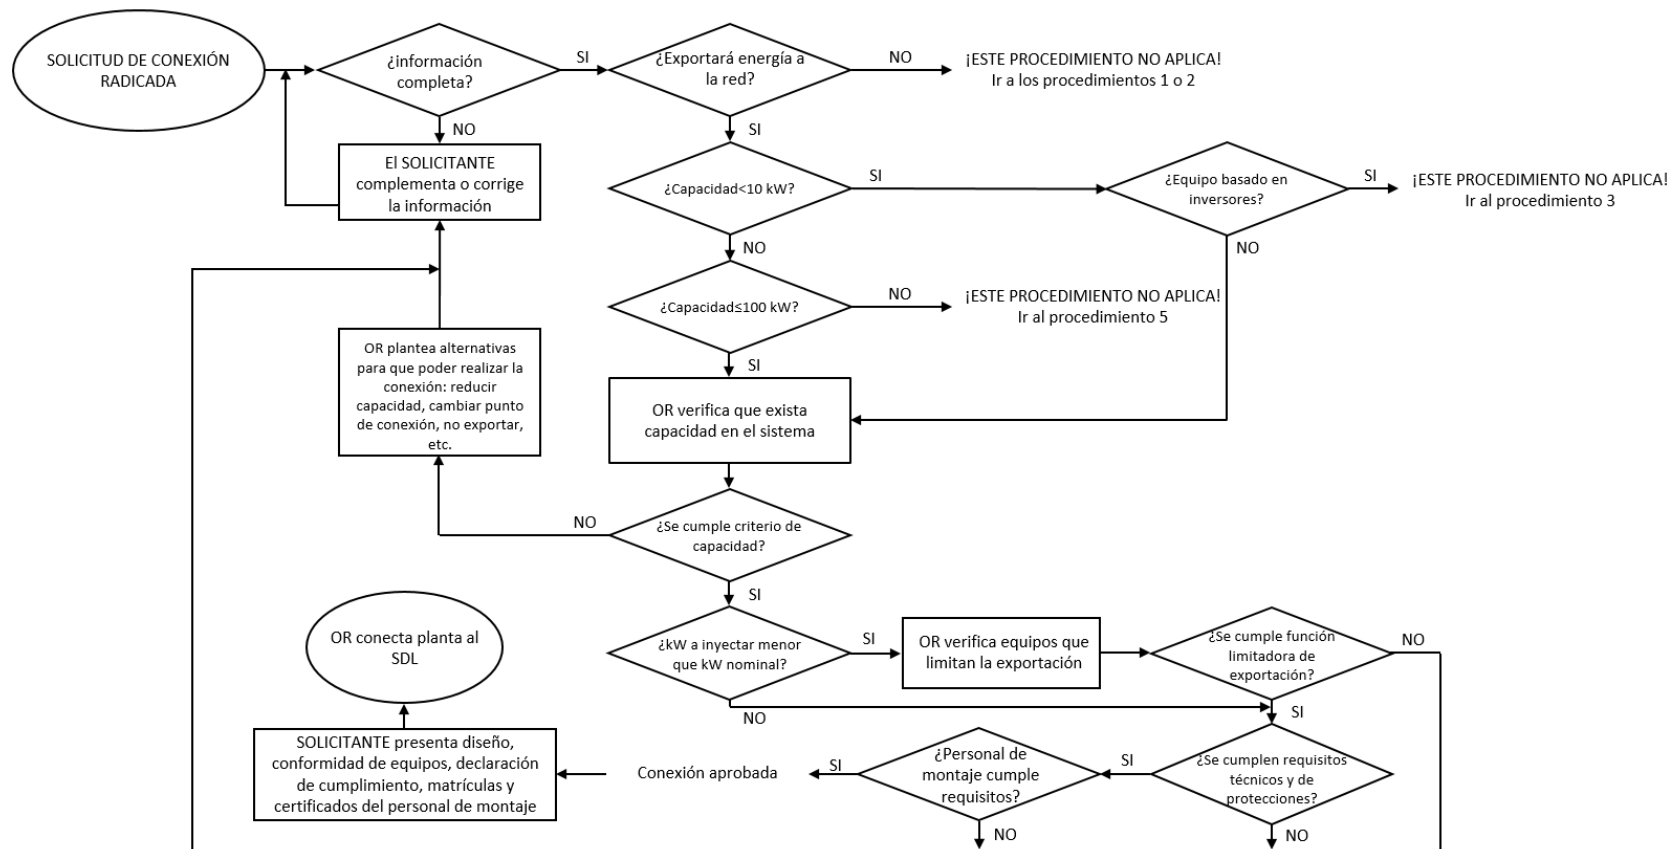 SOLICITUD DE CONEXIÓN
RADICADA
¿información
completa?
SI
¿Exportará energía a
la red?
NO
¡ESTE PROCEDIMIENTO NO APLICA!
Ir a los procedimientos 1 o 2
NO
SI
El SOLICITANTE
complementa o corrige
la información
¿Capacidad<10 kW?
SI
¿Equipo basado en
inversores?
SI
¡ESTE PROCEDIMIENTO NO APLICA!
Ir al procedimiento 3
NO
NO
¿Capacidad≤100 kW?
NO
¡ESTE PROCEDIMIENTO NO APLICA!
Ir al procedimiento 5
SI
OR plantea alternativas
para que poder realizar la
conexión: reducir
capacidad, cambiar punto
de conexión, no exportar,
etc.
OR verifica que exista
capacidad en el sistema
NO
¿Se cumple criterio de
capacidad?
SI
OR conecta planta al
SDL
¿kW a inyectar menor
que kW nominal?
SI
OR verifica equipos que
limitan la exportación
¿Se cumple función
limitadora de
exportación?
NO
NO
SI
SOLICITANTE presenta diseño,
conformidad de equipos, declaración
de cumplimiento, matrículas y
certificados del personal de montaje
Conexión aprobada
SI
¿Personal de
montaje cumple
requisitos?
SI
¿Se cumplen requisitos
técnicos y de
protecciones?
NO
NO